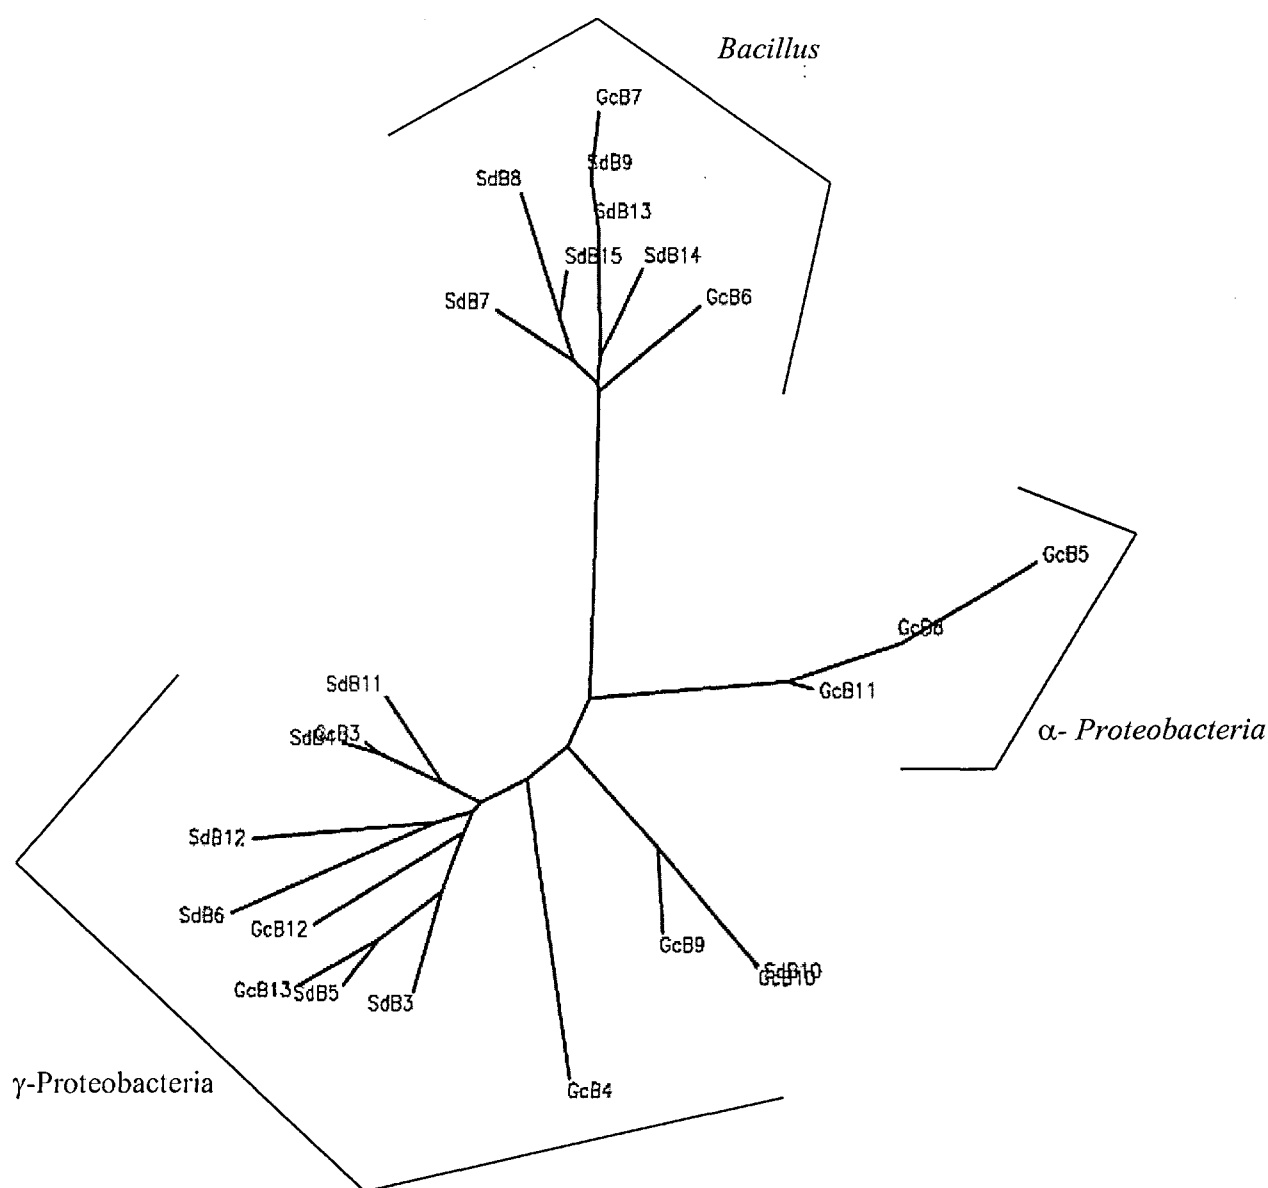 Bacillus
GcB7
SdB9
SdB8
SdB13
SdB15
SdB14
SdB7
GcB6
GcB5
GcB8
GcB11
α- Proteobacteria
SdB11
GcB3
SdB4
SdB12
SdB6
GcB12
GcB9
SdB10
GcB10
GcB13
SdB5
SdB3
γ-Proteobacteria
GcB4